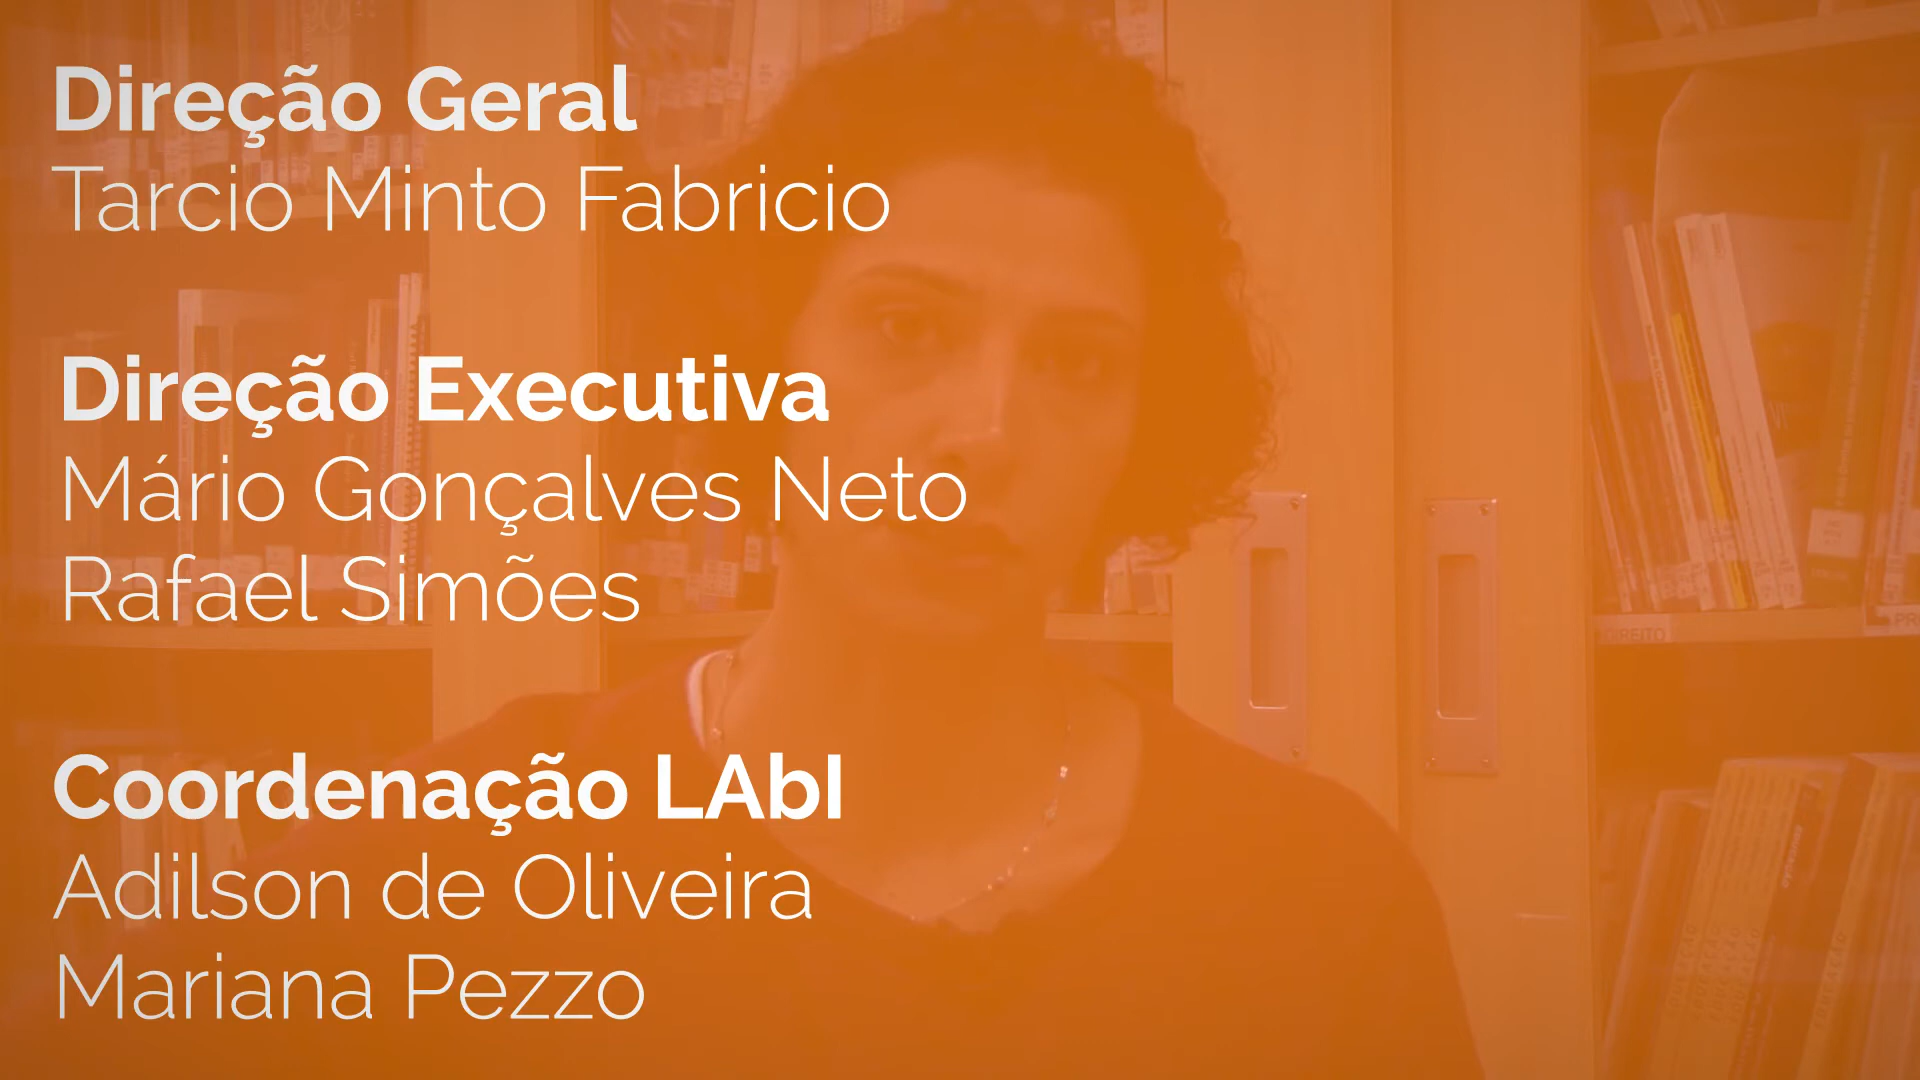 Direção Geral
Tarcio Minto Fabricio
Direção Executiva
Mário Gonçalves Neto
Rafael Simões
Coordenação LAbI
Adilson de Oliveira
Mariana Pezzo
DIREITO